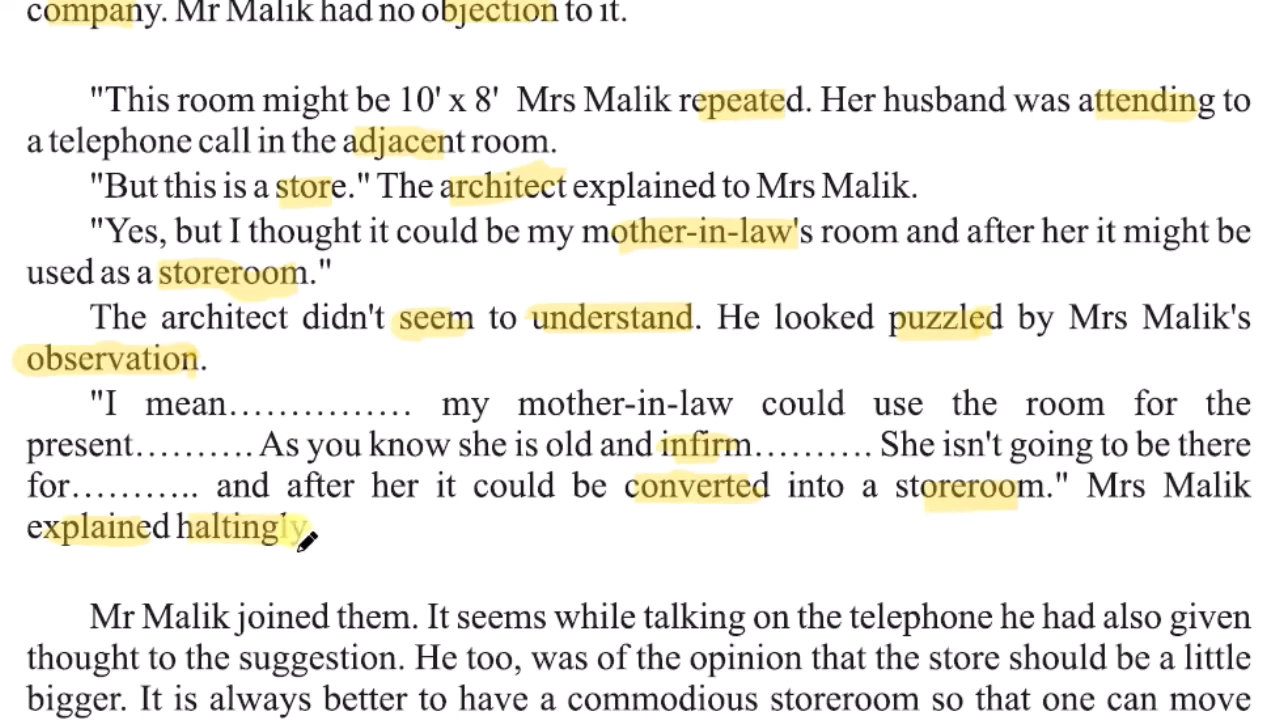 company. Mr Malik had no objection to it.
"This room might be 10' x 8' Mrs Malik repeated. Her husband was attending to
a telephone call in the adjacent room.
"But this is a store." The architect explained to Mrs Malik.
"Yes, but I thought it could be my mother-in-law's room and after her it might be
used as a storeroom."
The architect didn't seem to understand. He looked puzzled by Mrs Malik's
observation.
"I mean…………… my mother-in-law could use the room for the
present………. As you know she is old and infirm………. She isn't going to be there
for……….. and after her it could be converted into a storeroom." Mrs Malik
explained haltingly
Mr Malik joined them. It seems while talking on the telephone he had also given
thought to the suggestion. He too, was of the opinion that the store should be a little
bigger. It is always better to have a commodious storeroom so that one can move